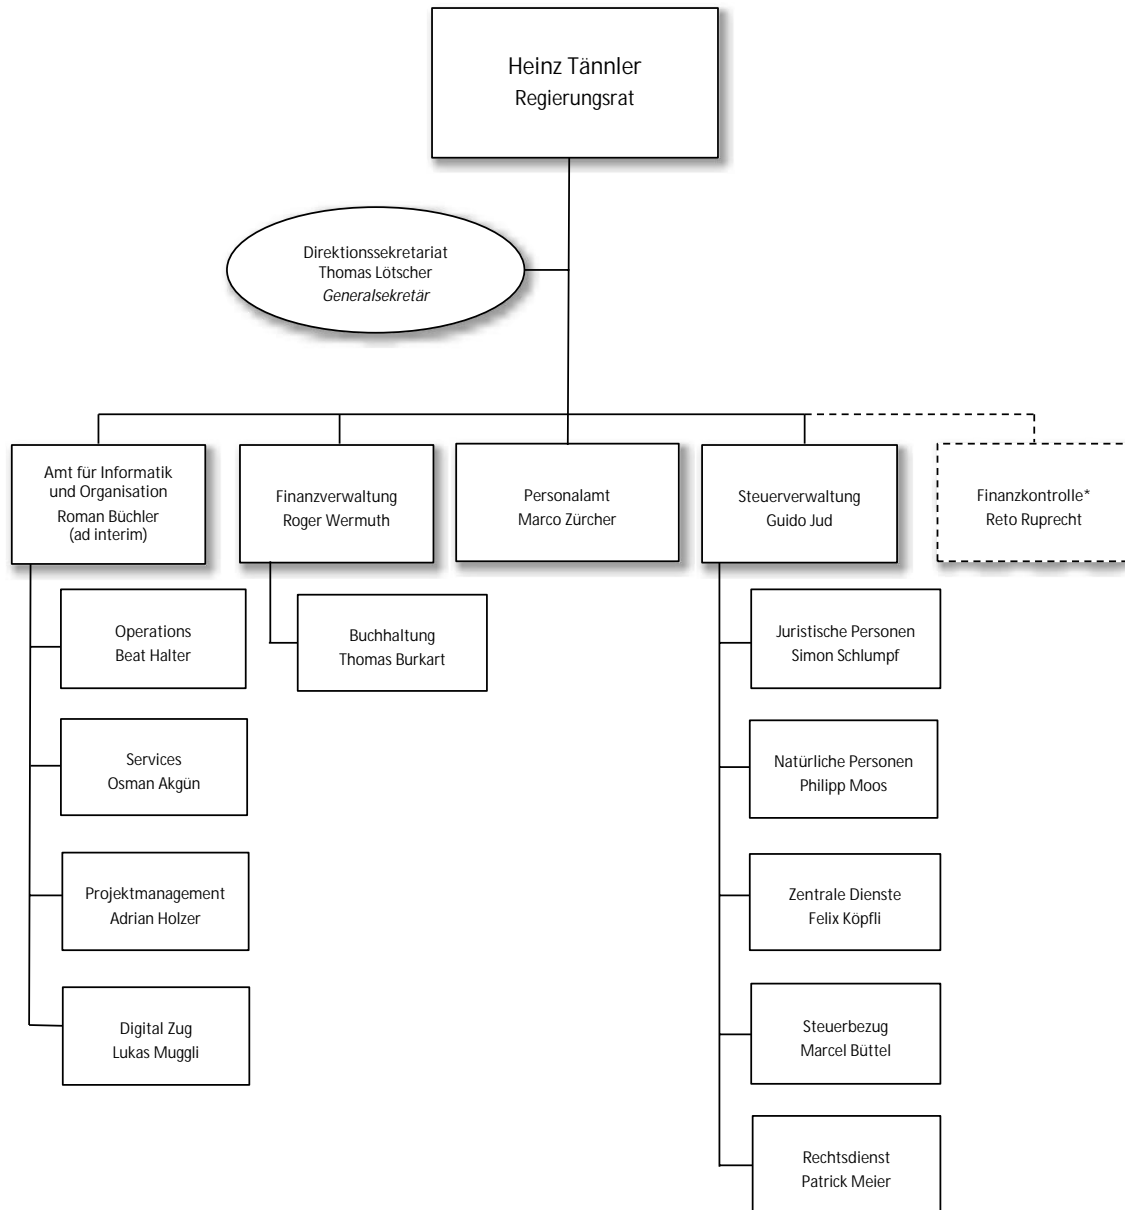 Heinz Tännler
Regierungsrat
Direktionssekretariat
Thomas Lötscher
Generalsekretär
Amt für Informatik
und Organisation
Roman Büchler
(ad interim)
Finanzverwaltung
Roger Wermuth
Personalamt
Marco Zürcher
Steuerverwaltung
Guido Jud
Finanzkontrolle*
Reto Ruprecht
Operations
Beat Halter
Services
Osman Akgün
Projektmanagement
Adrian Holzer
Digital Zug
Lukas Muggli
Buchhaltung
Thomas Burkart
Juristische Personen
Simon Schlumpf
Natürliche Personen
Philipp Moos
Zentrale Dienste
Felix Köpfli
Steuerbezug
Marcel Büttel
Rechtsdienst
Patrick Meier